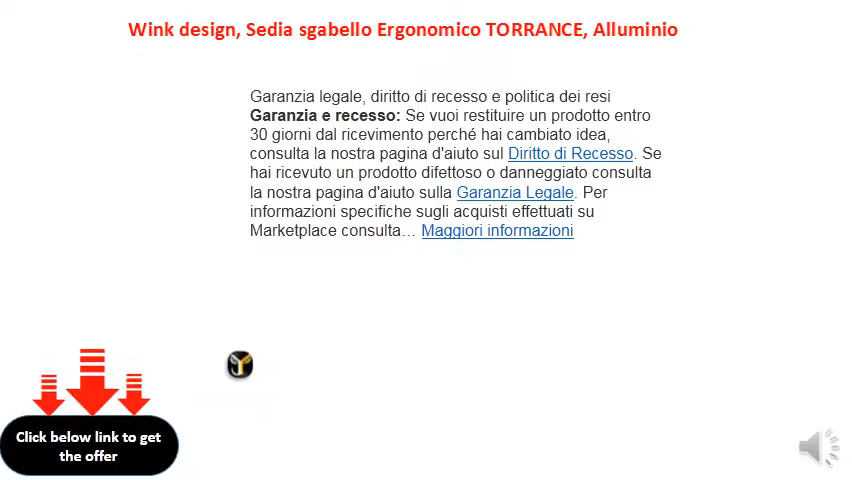 Wink design, Sedia sgabello Ergonomico TORRANCE, Alluminio
Garanzia legale, diritto di recesso e politica dei resi
Garanzia e recesso: Se vuoi restituire un prodotto entro
30 giorni dal ricevimento perché hai cambiato idea,
consulta la nostra pagina d'aiuto sul Diritto di Recesso. Se
hai ricevuto un prodotto difettoso o danneggiato consulta
la nostra pagina d'aiuto sulla Garanzia Legale. Per
informazioni specifiche sugli acquisti effettuati su
Marketplace consulta… Maggiori informazioni
Click below link to get
the offer